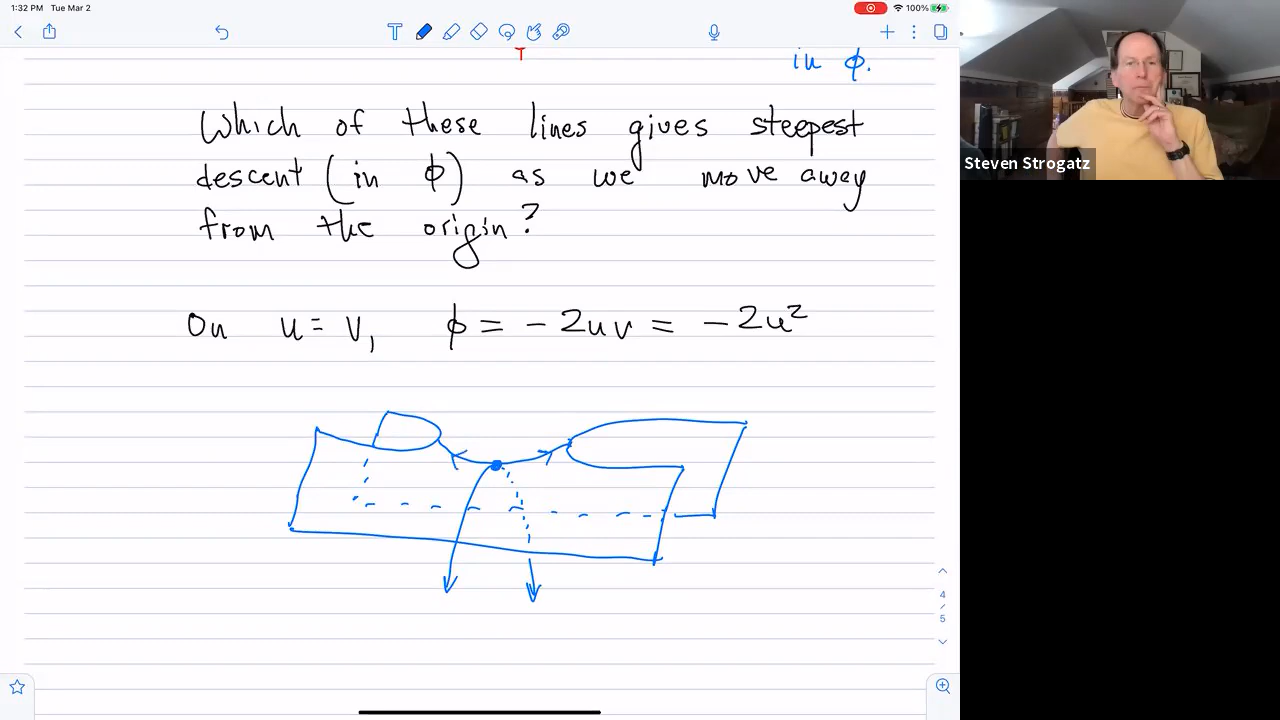 1:32 PM Tue Mar 2
100%
in ϕ.
Which of these lines gives steepest
descent (in ϕ) as we move away
from the origin?
On u = v, ϕ = -2uv = -2u²
4
/
5
Steven Strogatz